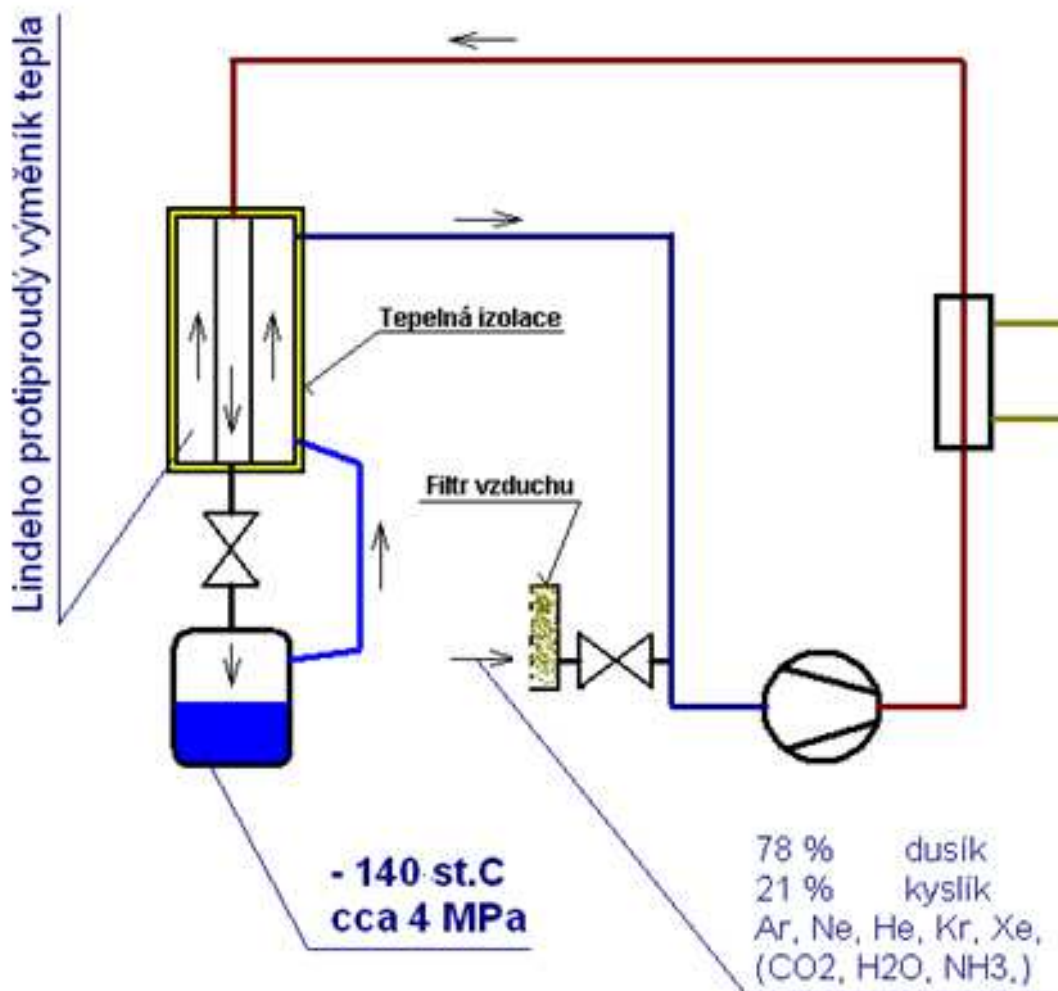 Lindeho protiproudý výměník tepla
Tepelná izolace
Filtr vzduchu
- 140 st.C
cca 4 MPa
78 % dusík
21 % kyslík
Ar, Ne, He, Kr, Xe,
(CO2, H2O, NH3,)